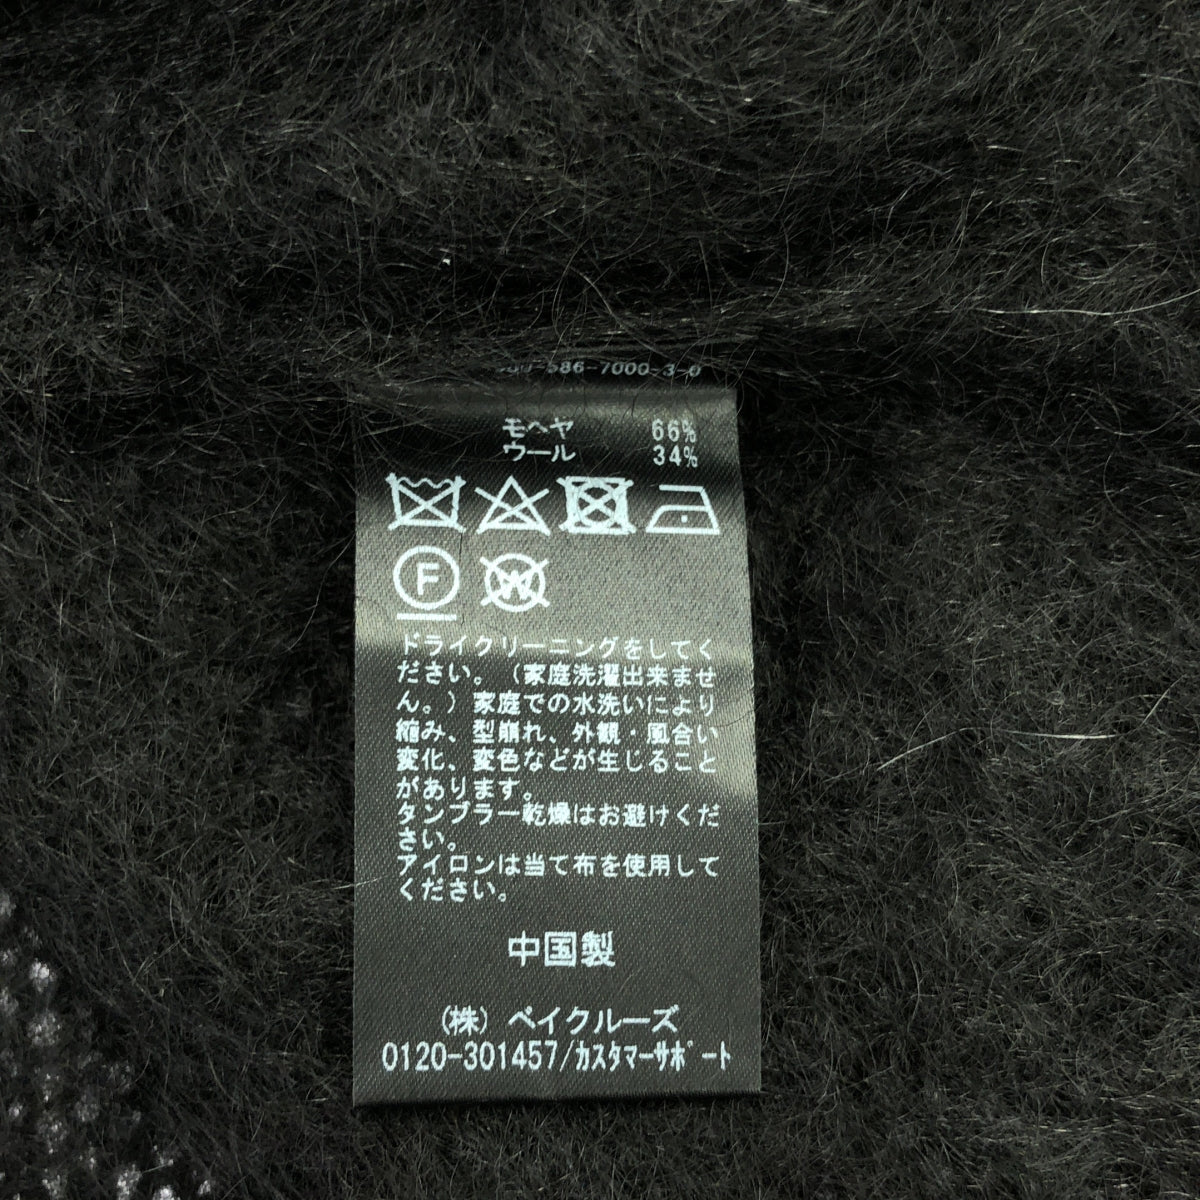 586-7000-3-0
モヘヤ 66%
ウール 34%
F
W
ドライクリーニングをしてく
ださい。(家庭洗濯出来ませ
ん。)家庭での水洗いにより
縮み、型崩れ、外観・風合い
変化、変色などが生じること
があります。
タンブラー乾燥はお避けくだ
さい。
アイロンは当て布を使用して
ください。
中国製
(株)ペイクルーズ
0120-301457/カスタマーサポート